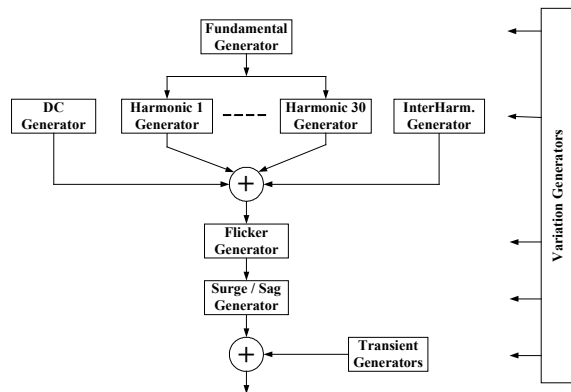 Fundamental
Generator
DC
Generator
Harmonic 1
Generator
Harmonic 30
Generator
InterHarm.
Generator
+
Flicker
Generator
Surge / Sag
Generator
+
Transient
Generators
Variation Generators